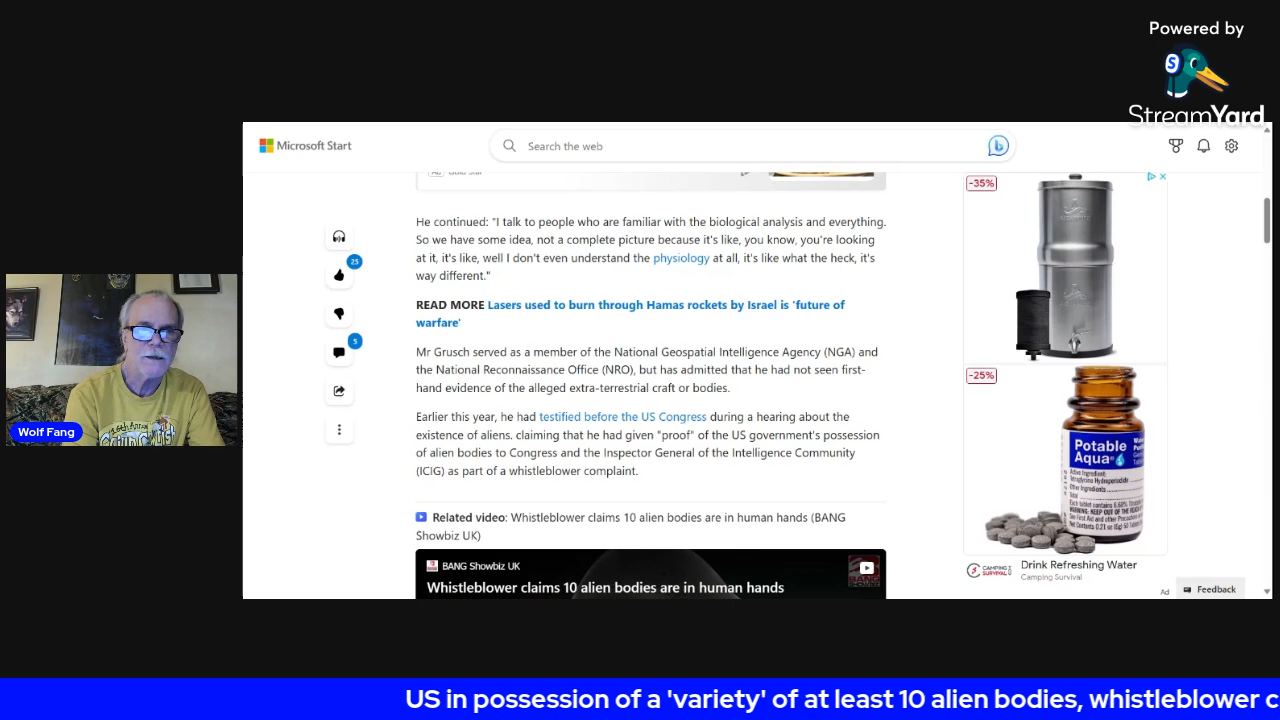 Powered by
StreamYard
Microsoft Start
Search the web
He continued: "I talk to people who are familiar with the biological analysis and everything.
So we have some idea, not a complete picture because it's like, you know, you're looking
at it, it's like, well I don't even understand the physiology at all, it's like what the heck, it's
way different."
25
READ MORE Lasers used to burn through Hamas rockets by Israel is 'future of
warfare'
5
Mr Grusch served as a member of the National Geospatial Intelligence Agency (NGA) and
the National Reconnaissance Office (NRO), but has admitted that he had not seen first-
hand evidence of the alleged extra-terrestrial craft or bodies.
Earlier this year, he had testified before the US Congress during a hearing about the
existence of aliens. claiming that he had given "proof" of the US government's possession
of alien bodies to Congress and the Inspector General of the Intelligence Community
(ICIG) as part of a whistleblower complaint.
Related video: Whistleblower claims 10 alien bodies are in human hands (BANG
Showbiz UK)
BANG Showbiz UK
Whistleblower claims 10 alien bodies are in human hands
-35%
-25%
Potable
Aqua
Active Ingredient:
Tetraglycine Hydroperiodide
Other Ingredients
Total
CAMPING
SURVIVAL
Drink Refreshing Water
Camping Survival
Ad
Feedback
Wolf Fang
US in possession of a 'variety' of at least 10 alien bodies, whistleblower c